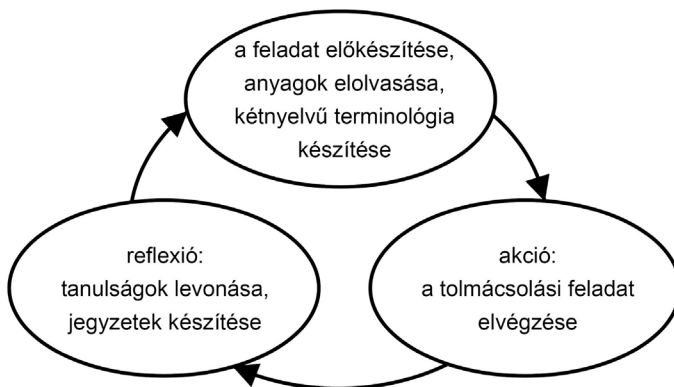 a feladat előkészítése,
anyagok elolvasása,
kétnyelvű terminológia
készítése
reflexió:
tanulságok levonása,
jegyzetek készítése
akció:
a tolmácsolási feladat
elvégzése